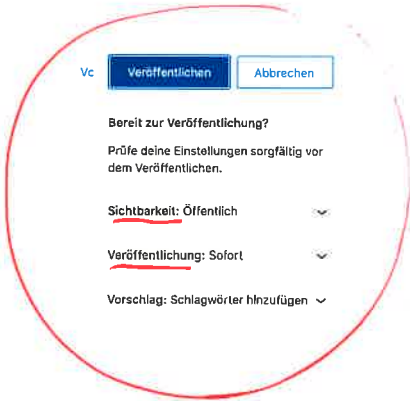 Vc Veröffentlichen Abbrechen
Bereit zur Veröffentlichung?
Prüfe deine Einstellungen sorgfältig vor
dem Veröffentlichen.
Sichtbarkeit: Öffentlich
Veröffentlichung: Sofort
Vorschlag: Schlagwörter hinzufügen